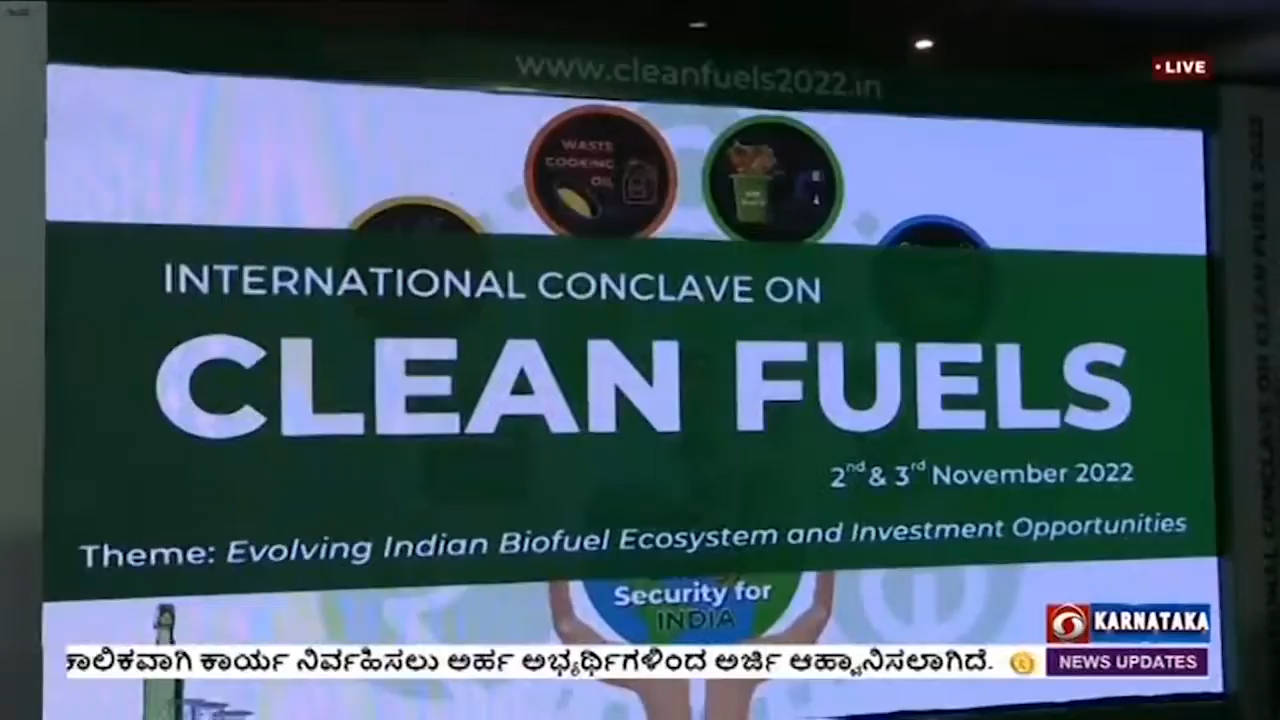 www.cleanfuels2022.in
LIVE
WASTE
COOKING
OIL
INTERNATIONAL CONCLAVE ON
CLEAN FUELS
2nd & 3rd November 2022
Theme: Evolving Indian Biofuel Ecosystem and Investment Opportunities
Security for
INDIA
KARNATAKA
ಕಾಲಿಕವಾಗಿ ಕಾರ್ಯ ನಿರ್ವಹಿಸಲು ಅರ್ಹ ಅಭ್ಯರ್ಥಿಗಳಿಂದ ಅರ್ಜಿ ಆಹ್ವಾನಿಸಲಾಗಿದೆ.
NEWS UPDATES